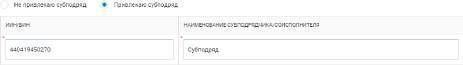 Не привлекаю субподряд Привлекаю субподряд
ИИН/БИН НАИМЕНОВАНИЕ СУБПОДРЯДЧИКА/СОИСПОЛНИТЕЛЯ
* *
440419450270 Субподряд